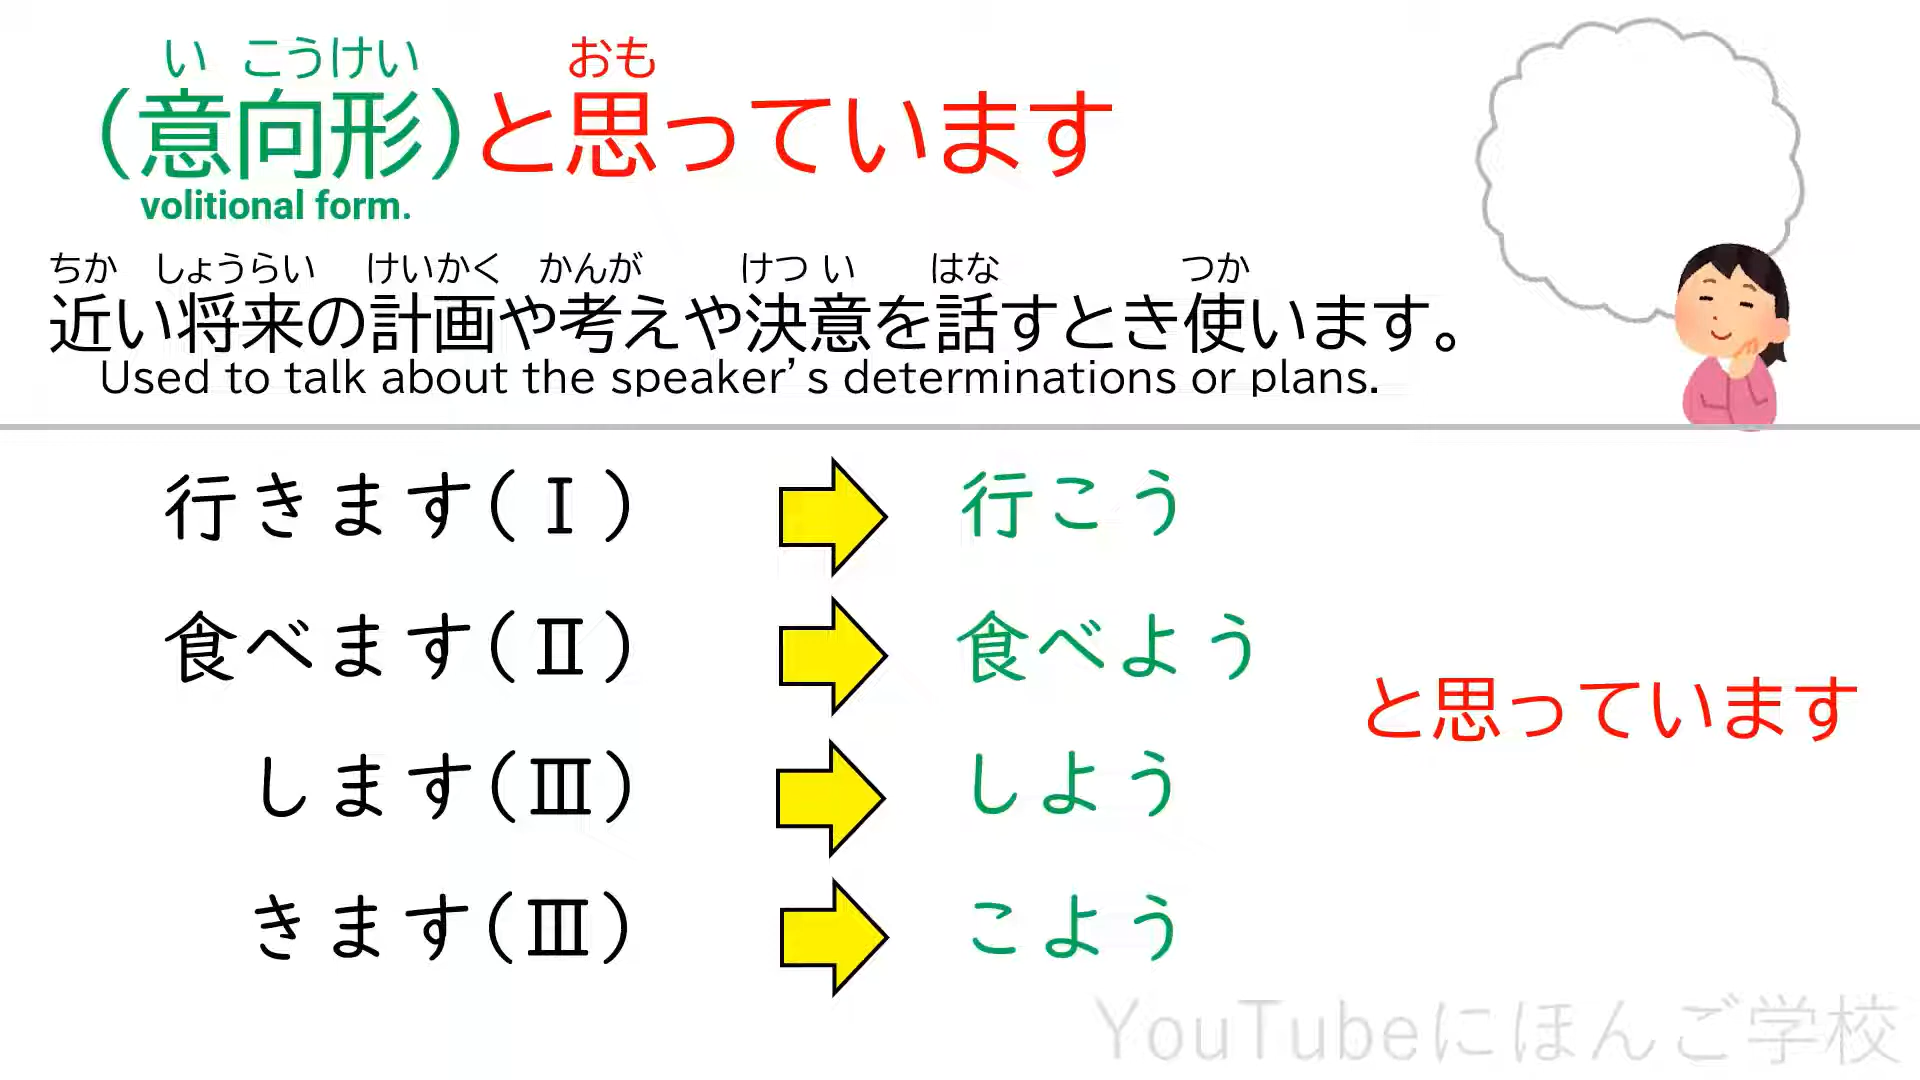 い こうけい おも
(意向形)と思っています
volitional form.
ちか しょうらい けいかく かんが けつ い はな つか
近い将来の計画や考えや決意を話すとき使います。
Used to talk about the speaker's determinations or plans.
行きます(Ⅰ) 行こう
食べます(Ⅱ) 食べよう
と思っています
します(Ⅲ) しよう
きます(Ⅲ) こよう
YouTubeにほんご学校